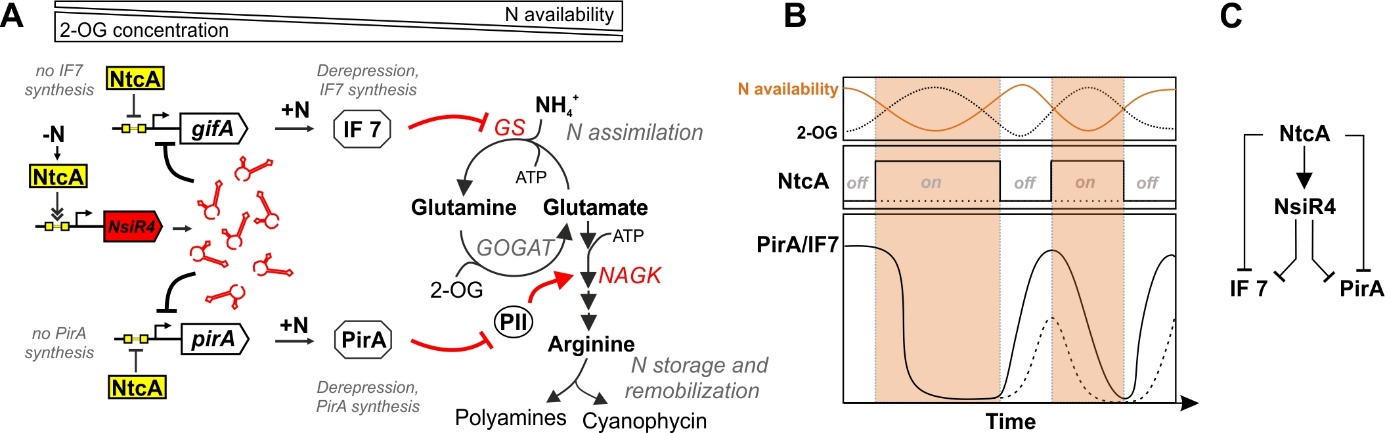 A
N availability
2-OG concentration
no IF7
synthesis
NtcA
gifA
+N
Derepression,
IF7 synthesis
IF 7
-N
NtcA
NsiR4
no PirA
synthesis
pirA
NtcA
+N
PirA
Derepression,
PirA synthesis
GS
NH4+
N assimilation
ATP
Glutamine
Glutamate
GOGAT
ATP
2-OG
NAGK
PII
Arginine
N storage and
remobilization
Polyamines
Cyanophycin
B
N availability
2-OG
NtcA
off
on
off
on
off
PirA/IF7
Time
C
NtcA
NsiR4
IF 7
PirA